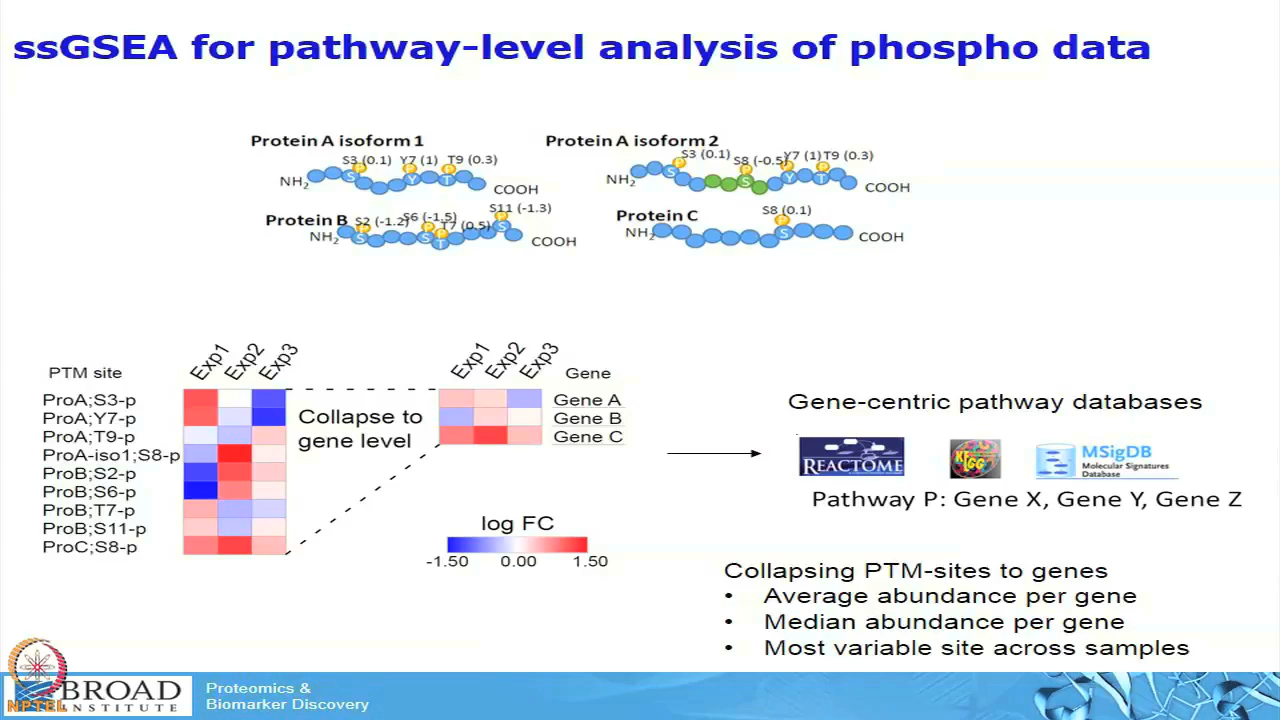 ssGSEA for pathway-level analysis of phospho data
Protein A isoform 1
S3 (0.1) Y7 (1) T9 (0.3)
P P P
S Y T
NH2 COOH
Protein A isoform 2
S3 (0.1) S8 (-0.5) Y7 (1) T9 (0.3)
P P P P
S S Y T
NH2 COOH
Protein B
S2 (-1.2) S6 (-1.5) T7 (0.5) S11 (-1.3)
P P P P
S S T S
NH2 COOH
Protein C
S8 (0.1)
P
S
NH2 COOH
PTM site
Exp1 Exp2 Exp3
ProA;S3-p
ProA;Y7-p
ProA;T9-p
ProA-iso1;S8-p
ProB;S2-p
ProB;S6-p
ProB;T7-p
ProB;S11-p
ProC;S8-p
Collapse to
gene level
Exp1 Exp2 Exp3
Gene
Gene A
Gene B
Gene C
log FC
-1.50 0.00 1.50
Gene-centric pathway databases
REACTOME
KEGG
MSigDB
Molecular Signatures
Database
Pathway P: Gene X, Gene Y, Gene Z
Collapsing PTM-sites to genes
• Average abundance per gene
• Median abundance per gene
• Most variable site across samples
NPTEL
BROAD
INSTITUTE
Proteomics &
Biomarker Discovery